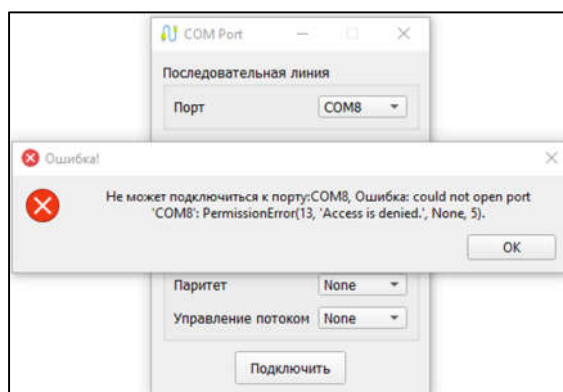 COM Port
Последовательная линия
Порт COM8
Ошибка!
Не может подключиться к порту:COM8, Ошибка: could not open port
'COM8': PermissionError(13, 'Access is denied.', None, 5).
OK
Паритет None
Управление потоком None
Подключить